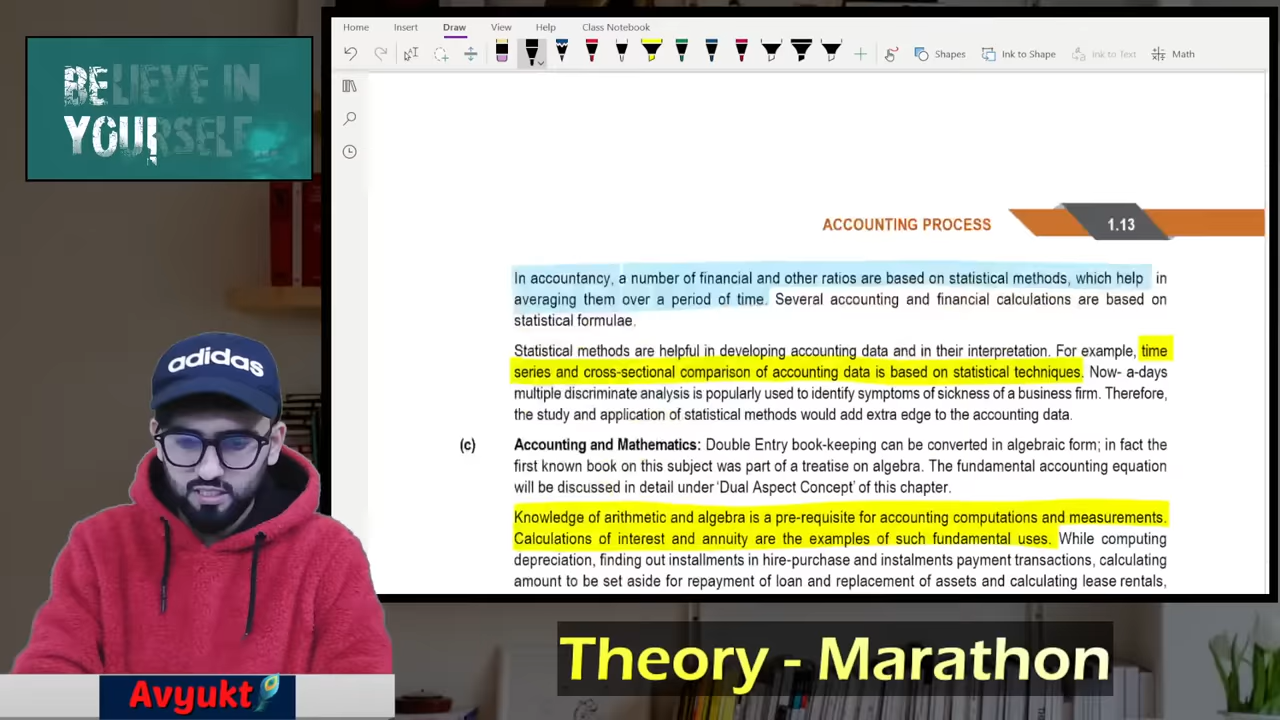 Home Insert Draw View Help Class Notebook
BELIEVE IN
YOURSELF...
Shapes Ink to Shape Ink to Text Math
ACCOUNTING PROCESS 1.13
In accountancy, a number of financial and other ratios are based on statistical methods, which help in
averaging them over a period of time. Several accounting and financial calculations are based on
statistical formulae.
Statistical methods are helpful in developing accounting data and in their interpretation. For example, time
series and cross-sectional comparison of accounting data is based on statistical techniques. Now- a-days
multiple discriminate analysis is popularly used to identify symptoms of sickness of a business firm. Therefore,
the study and application of statistical methods would add extra edge to the accounting data.
(c) Accounting and Mathematics: Double Entry book-keeping can be converted in algebraic form; in fact the
first known book on this subject was part of a treatise on algebra. The fundamental accounting equation
will be discussed in detail under 'Dual Aspect Concept' of this chapter.
Knowledge of arithmetic and algebra is a pre-requisite for accounting computations and measurements.
Calculations of interest and annuity are the examples of such fundamental uses. While computing
depreciation, finding out installments in hire-purchase and instalments payment transactions, calculating
amount to be set aside for repayment of loan and replacement of assets and calculating lease rentals,
adidas
Theory - Marathon
Avyukt